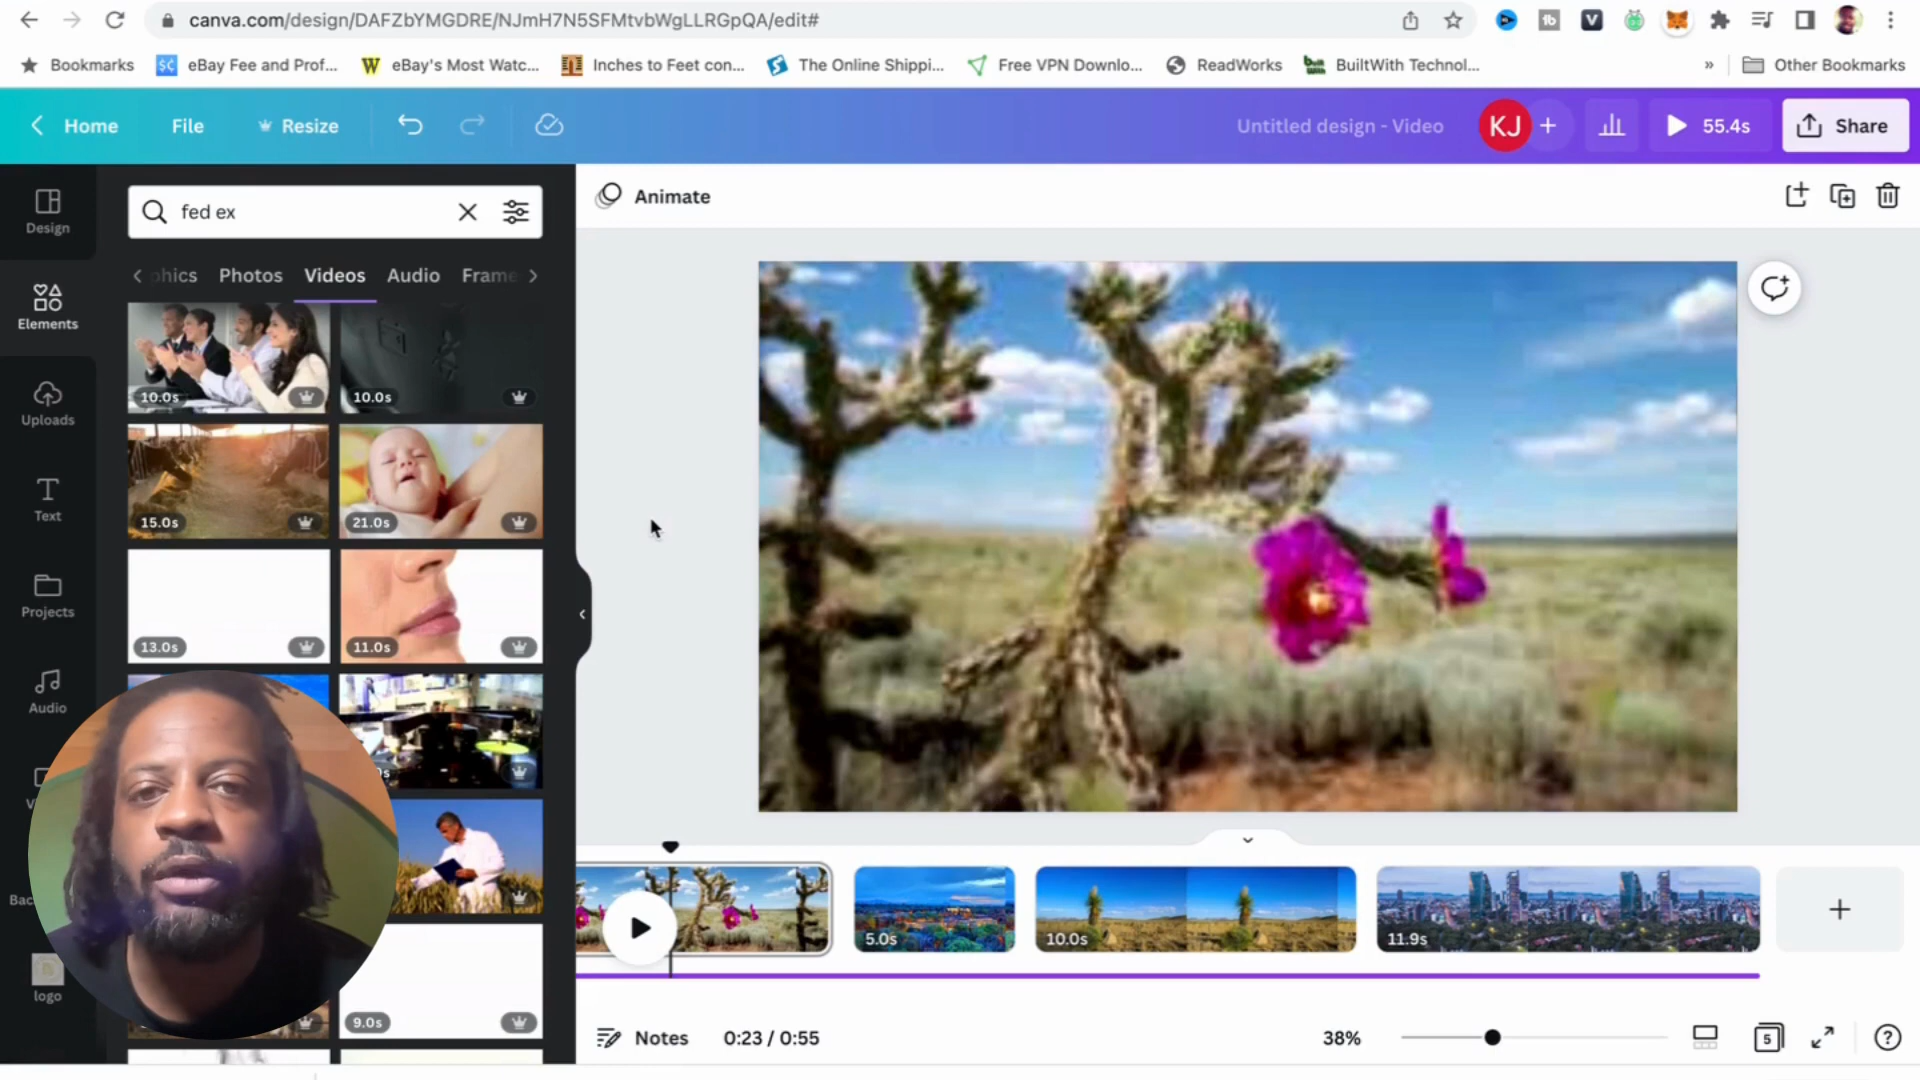 canva.com/design/DAFZbYMGDRE/NJmH7N5SFMtvbWgLLRGpQA/edit#
Bookmarks
eBay Fee and Prof...
eBay's Most Watc...
Inches to Feet con...
The Online Shippi...
Free VPN Downlo...
ReadWorks
BuiltWith Technol...
»
Other Bookmarks
Home
File
Resize
Untitled design - Video
KJ
+
55.4s
Share
Design
Elements
Uploads
Text
Projects
Audio
logo
fed ex
phics
Photos
Videos
Audio
Frame
10.0s
10.0s
15.0s
21.0s
13.0s
11.0s
9.0s
Animate
5.0s
10.0s
11.9s
+
Notes
0:23 / 0:55
38%
5
?